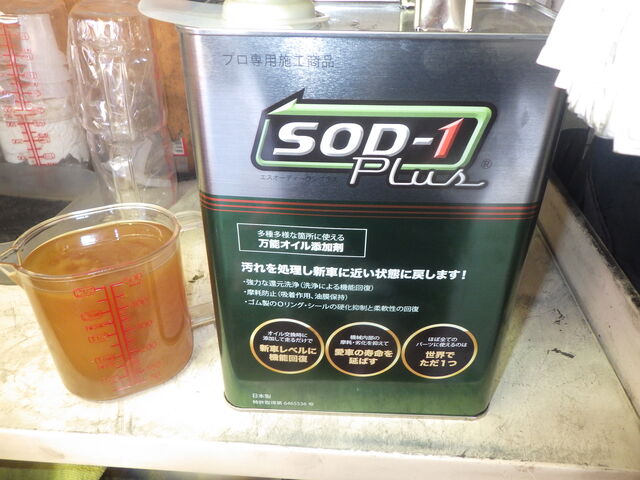 プロ専用施工商品
SOD-1
Plus®
エスオーディーワンプラス
多種多様な箇所に使える
万能オイル添加剤
汚れを処理し新車に近い状態に戻します！
・強力な還元洗浄（洗浄による機能回復）
・摩耗防止（吸着作用、油膜保持）
・ゴム製のOリング・シールの硬化抑制と柔軟性の回復
オイル交換時に
添加して走るだけで
新車レベルに
機能回復
機械内部の
摩耗・劣化を抑えて
愛車の寿命を
延ばす
ほぼ全ての
パーツに使えるのは
世界で
ただ1つ
日本製
特許取得第 6465536 号